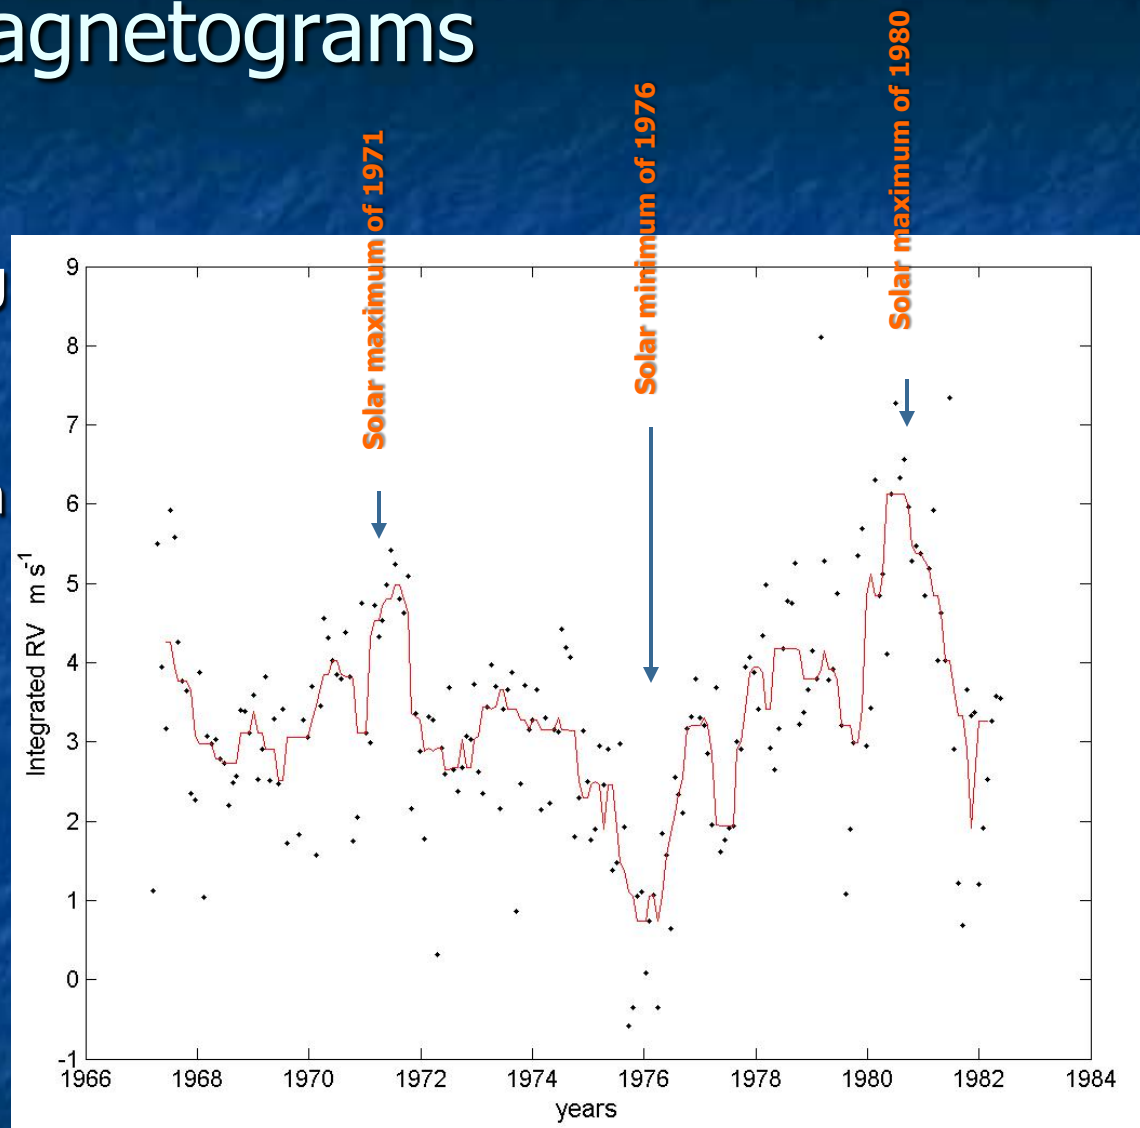 agnetograms
Solar maximum of 1971
Solar minimum of 1976
Solar maximum of 1980
9
8
7
6
5
4
3
2
1
0
-1
Integrated RV m s-1
1966 1968 1970 1972 1974 1976 1978 1980 1982 1984
years